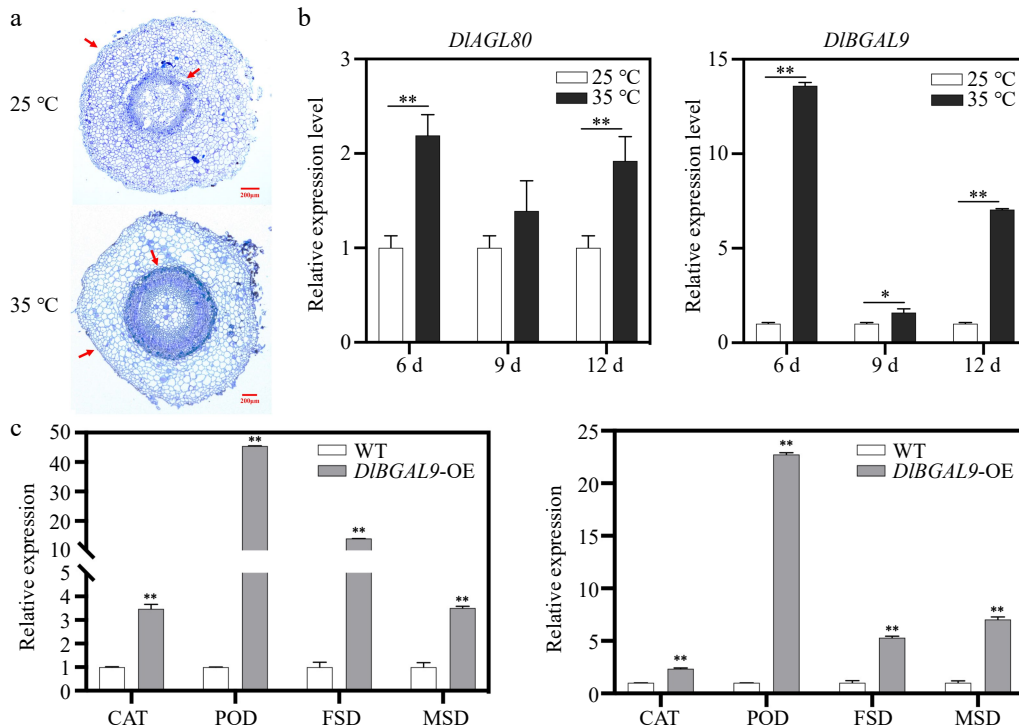 a
25 °C
200μm
35 °C
200μm
b
DlAGL80
Relative expression level
3
2
1
0
25 °C
35 °C
**
**
6 d
9 d
12 d
DlBGAL9
Relative expression level
15
10
5
0
25 °C
35 °C
**
*
**
6 d
9 d
12 d
c
Relative expression
50
40
30
20
10
5
4
3
2
1
0
WT
DlBGAL9-OE
**
**
**
**
CAT
POD
FSD
MSD
Relative expression
25
20
15
10
5
0
WT
DlBGAL9-OE
**
**
**
**
CAT
POD
FSD
MSD